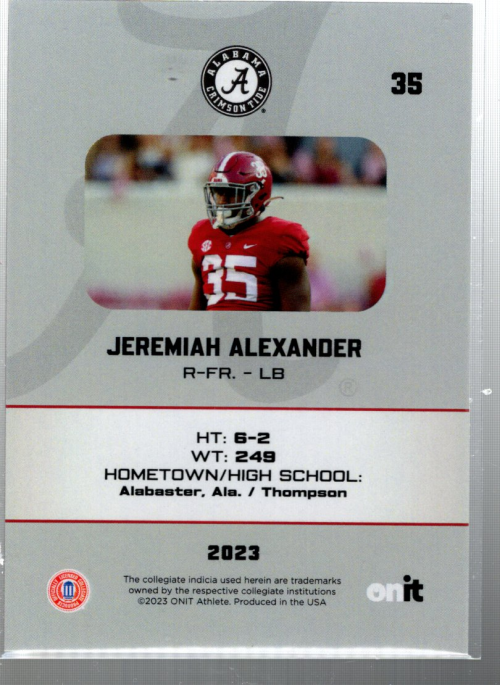 ALABAMA
A
CRIMSON TIDE
35
35
JEREMIAH ALEXANDER
R-FR. - LB
®
HT: 6-2
WT: 249
HOMETOWN/HIGH SCHOOL:
Alabaster, Ala. / Thompson
2023
The collegiate indicia used herein are trademarks
owned by the respective collegiate institutions
©2023 ONIT Athlete. Produced in the USA
onit